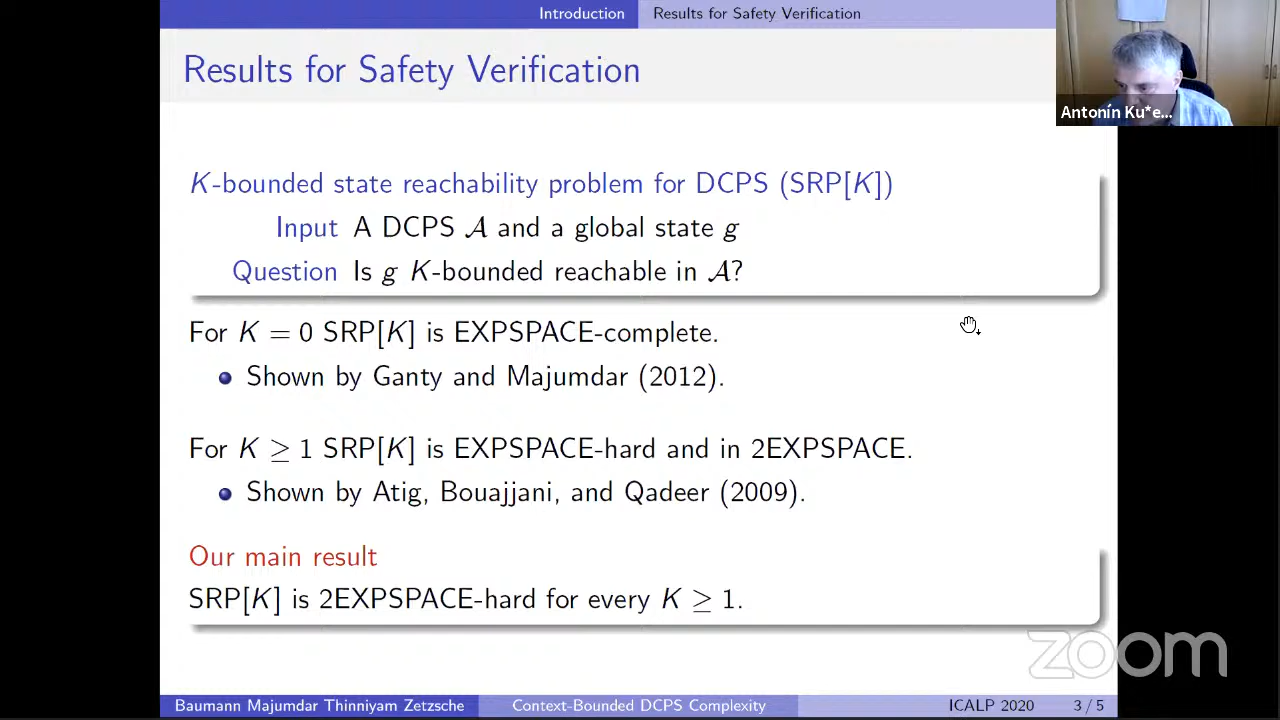 Introduction Results for Safety Verification
Results for Safety Verification
Antonín Ku*e...
K-bounded state reachability problem for DCPS (SRP[K])
Input A DCPS 𝒜 and a global state g
Question Is g K-bounded reachable in 𝒜?
For K = 0 SRP[K] is EXPSPACE-complete.
Shown by Ganty and Majumdar (2012).
For K ≥ 1 SRP[K] is EXPSPACE-hard and in 2EXPSPACE.
Shown by Atig, Bouajjani, and Qadeer (2009).
Our main result
SRP[K] is 2EXPSPACE-hard for every K ≥ 1.
zoom
Baumann Majumdar Thinniyam Zetzsche Context-Bounded DCPS Complexity ICALP 2020 3 / 5